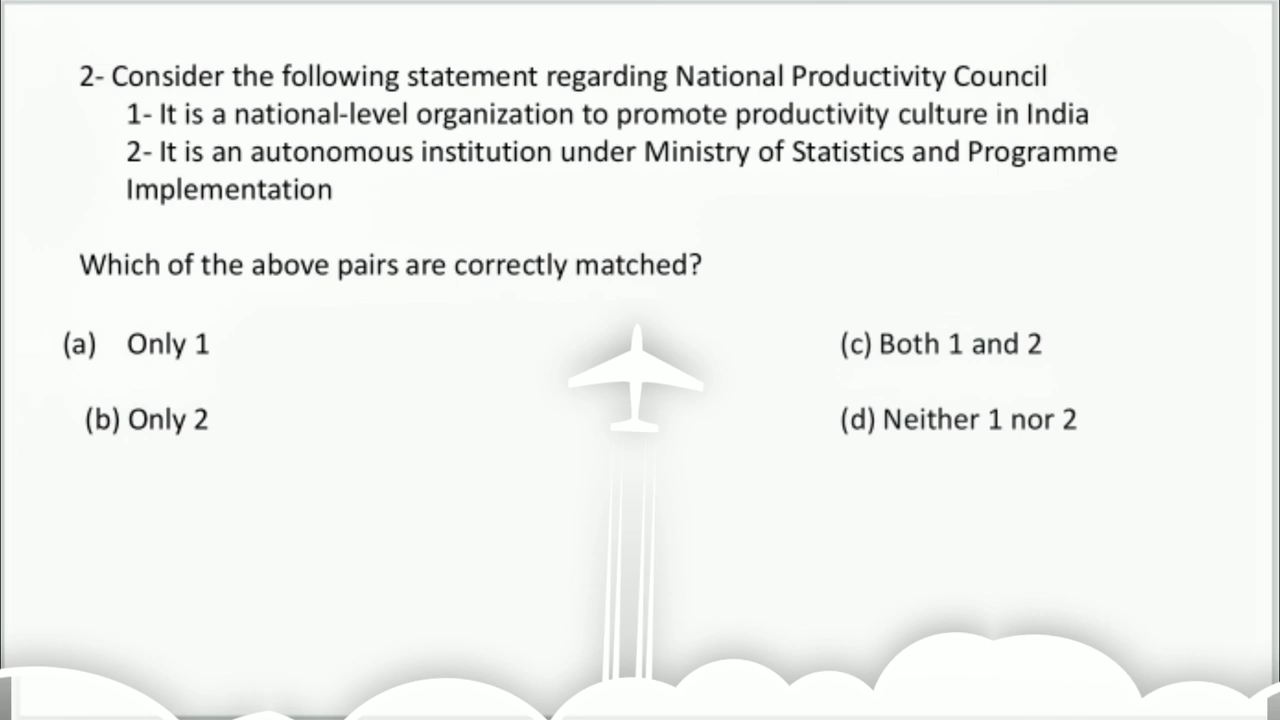 2- Consider the following statement regarding National Productivity Council
1- It is a national-level organization to promote productivity culture in India
2- It is an autonomous institution under Ministry of Statistics and Programme
Implementation
Which of the above pairs are correctly matched?
(a) Only 1
(c) Both 1 and 2
(b) Only 2
(d) Neither 1 nor 2